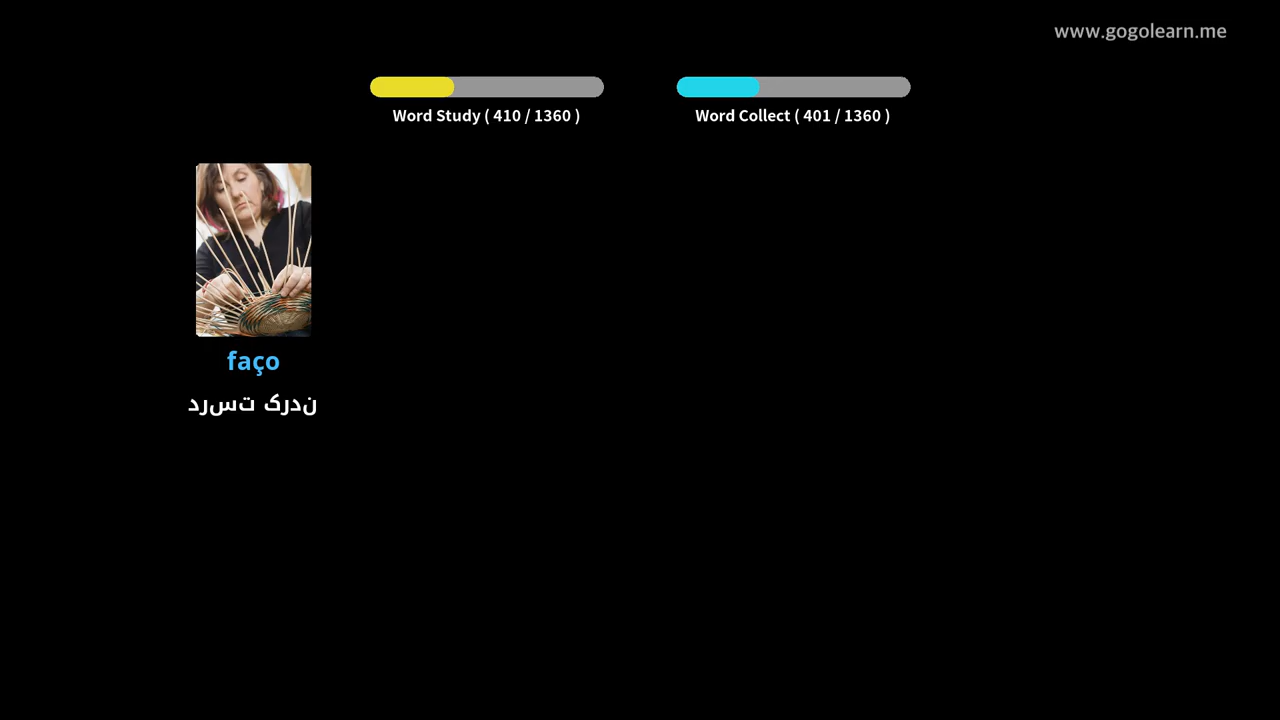 www.gogolearn.me
Word Study ( 410 / 1360 )
Word Collect ( 401 / 1360 )
faço
درست کردن